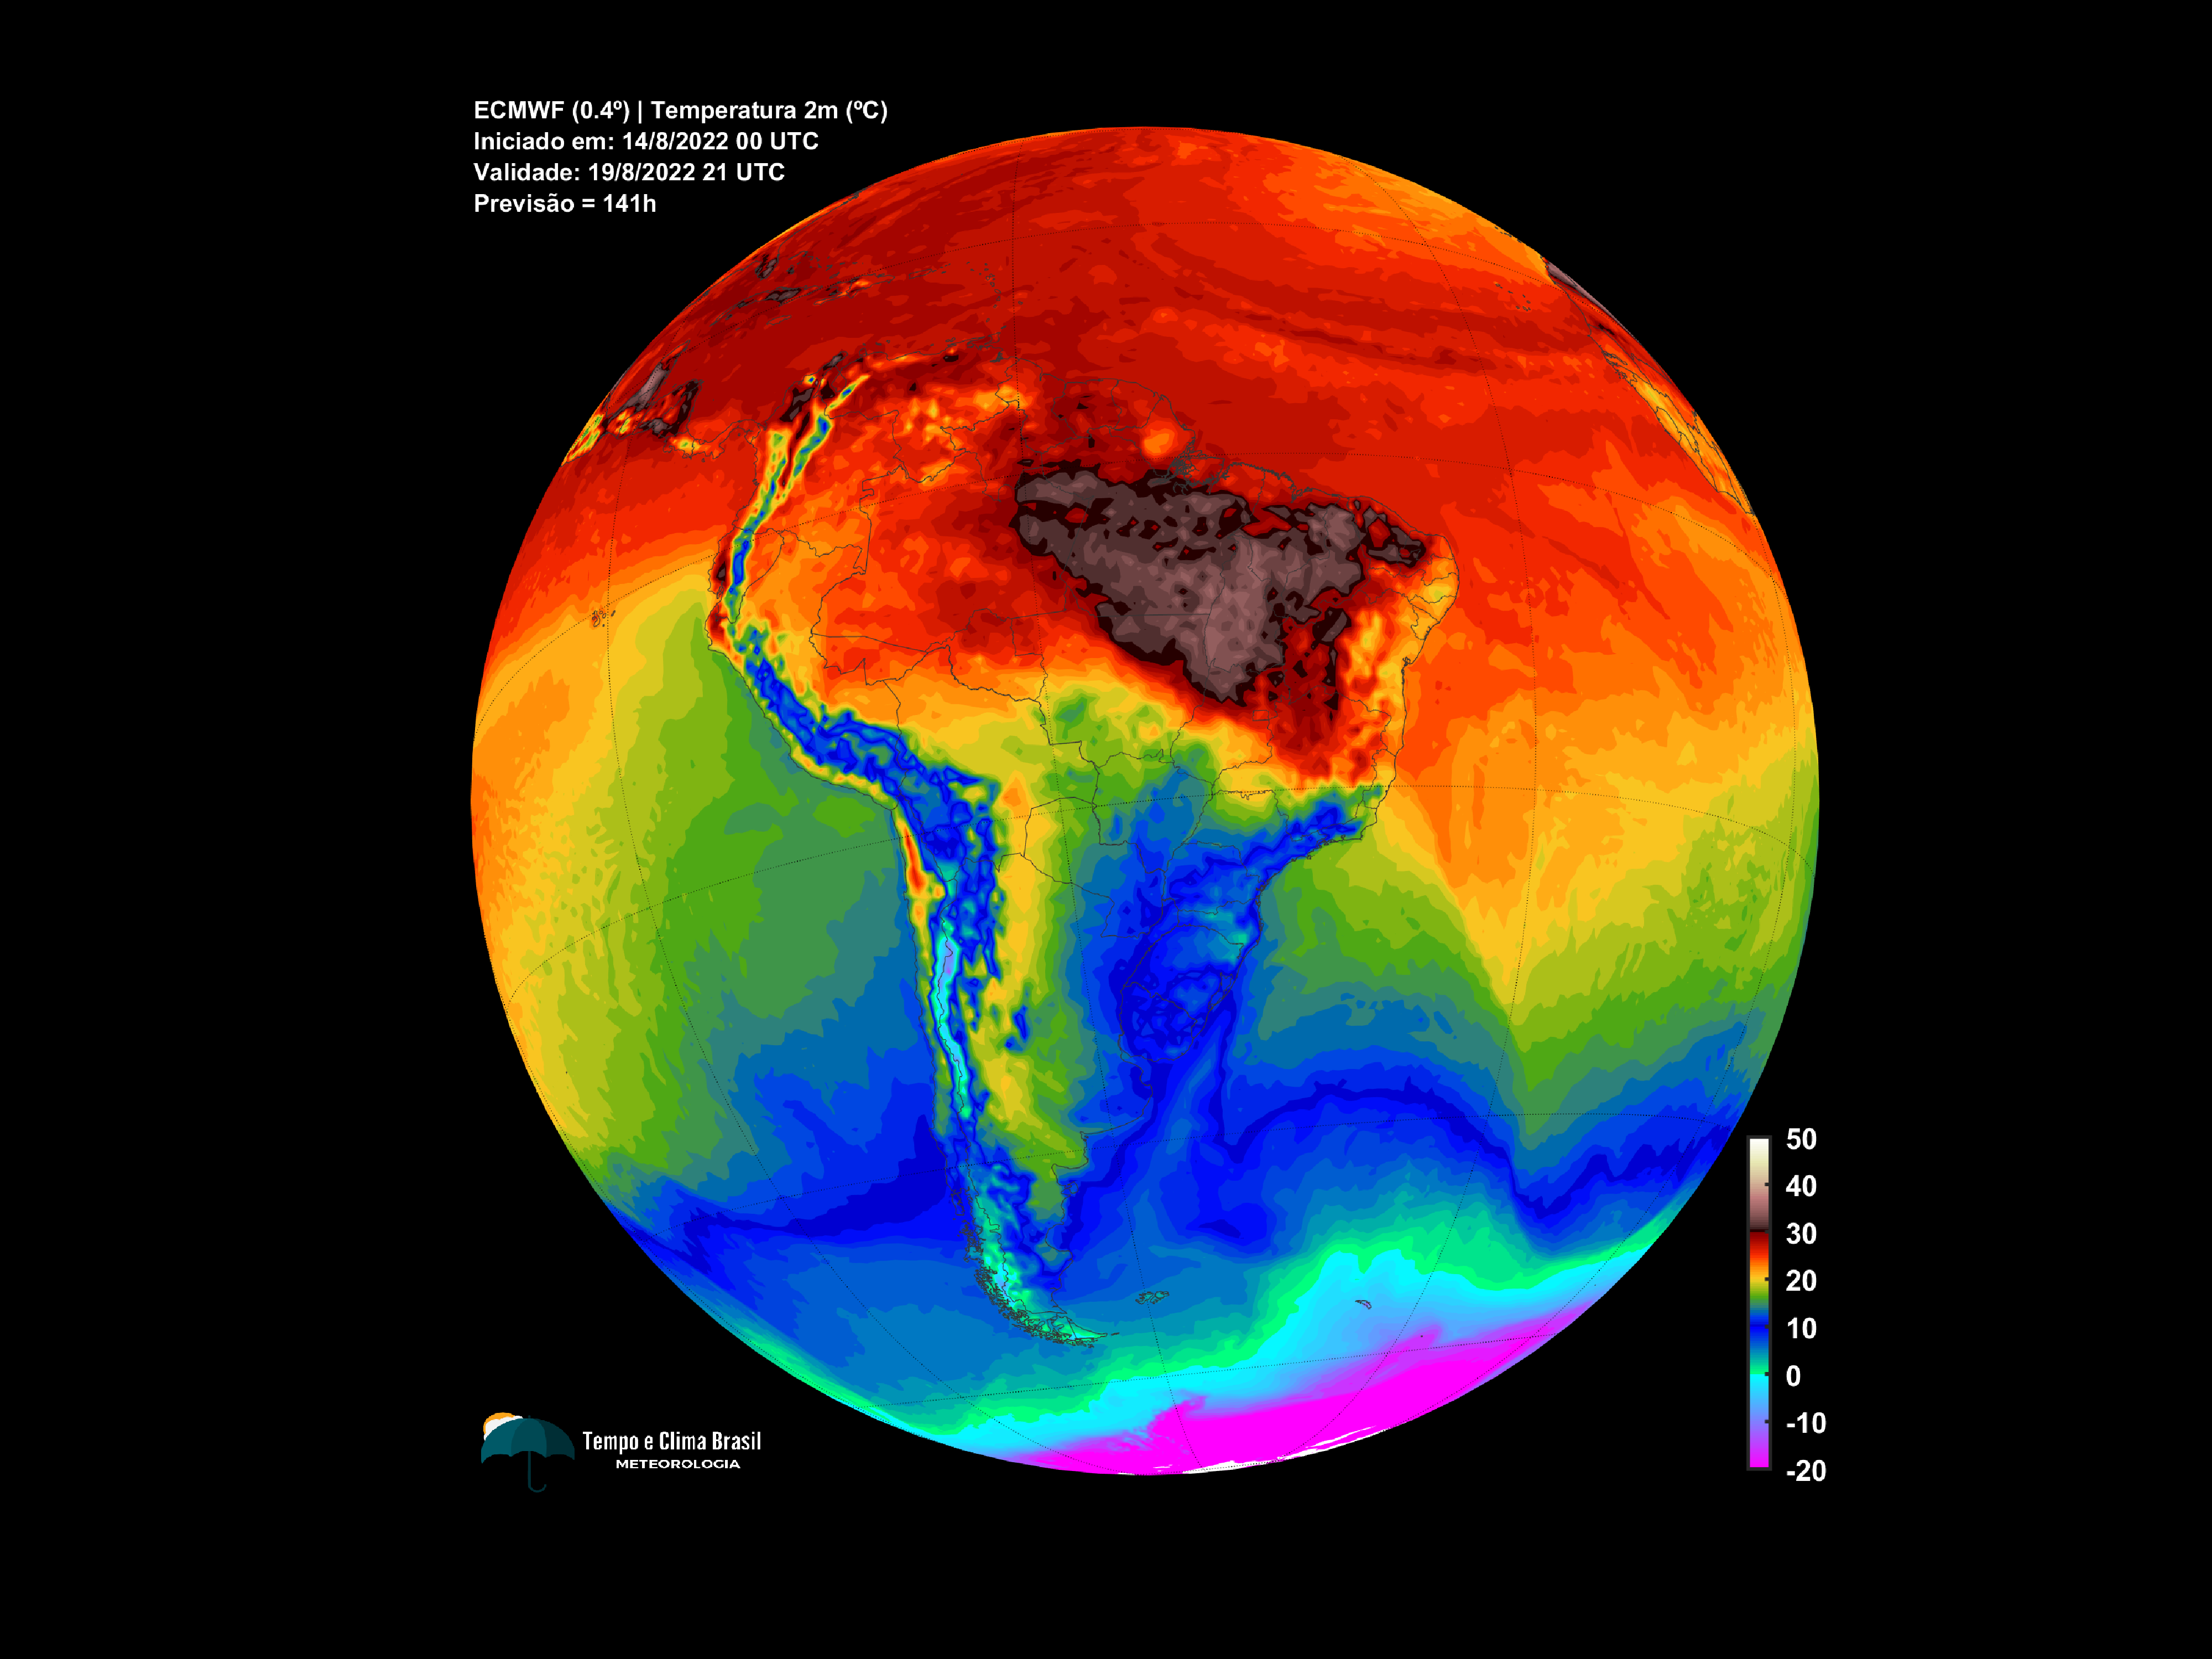 ECMWF (0.4º) | Temperatura 2m (ºC)
Iniciado em: 14/8/2022 00 UTC
Validade: 19/8/2022 21 UTC
Previsão = 141h
50
40
30
20
10
0
-10
-20
Tempo e Clima Brasil
METEOROLOGIA